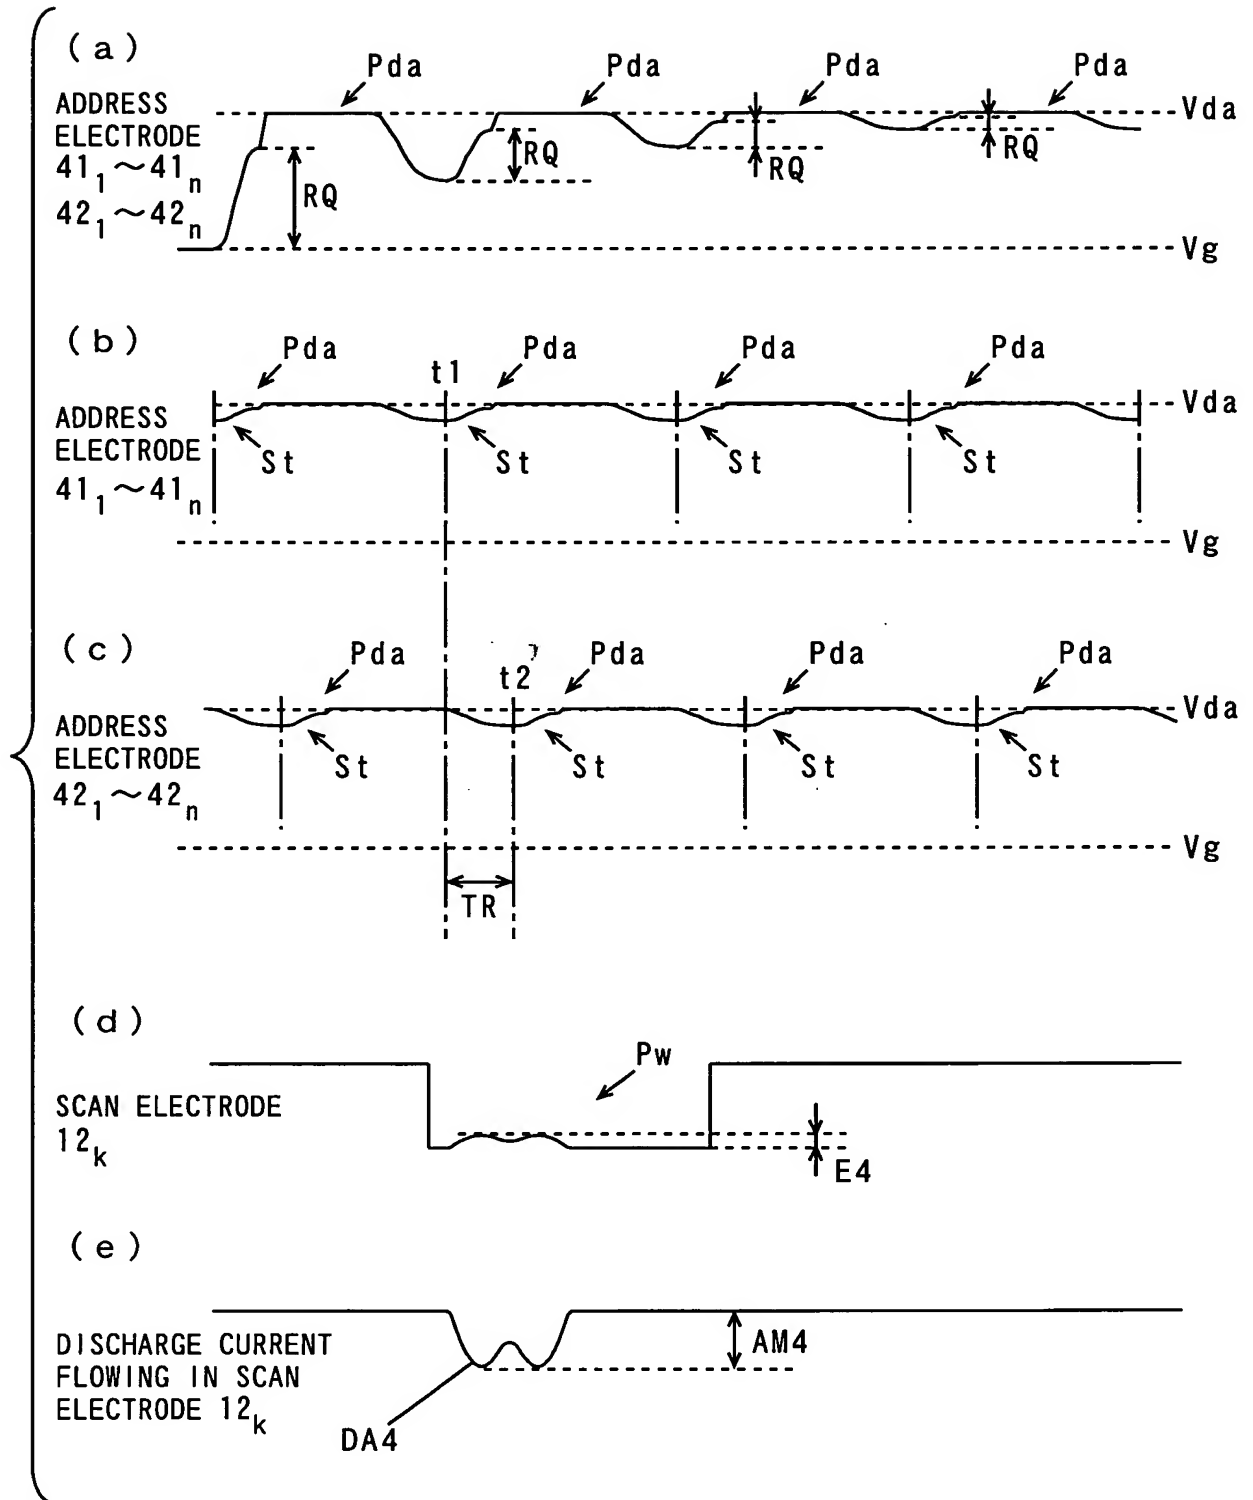 (a)
Pda Pda Pda Pda
ADDRESS
ELECTRODE
41₁～41ₙ
42₁～42ₙ
Vda
RQ RQ RQ RQ
Vg
(b)
Pda Pda Pda Pda
t1
ADDRESS
ELECTRODE
41₁～41ₙ
Vda
St St St St
Vg
(c)
Pda Pda Pda Pda
t2
ADDRESS
ELECTRODE
42₁～42ₙ
Vda
St St St St
Vg
TR
(d)
Pw
SCAN ELECTRODE
12ₖ
E4
(e)
DISCHARGE CURRENT
FLOWING IN SCAN
ELECTRODE 12ₖ
AM4
DA4